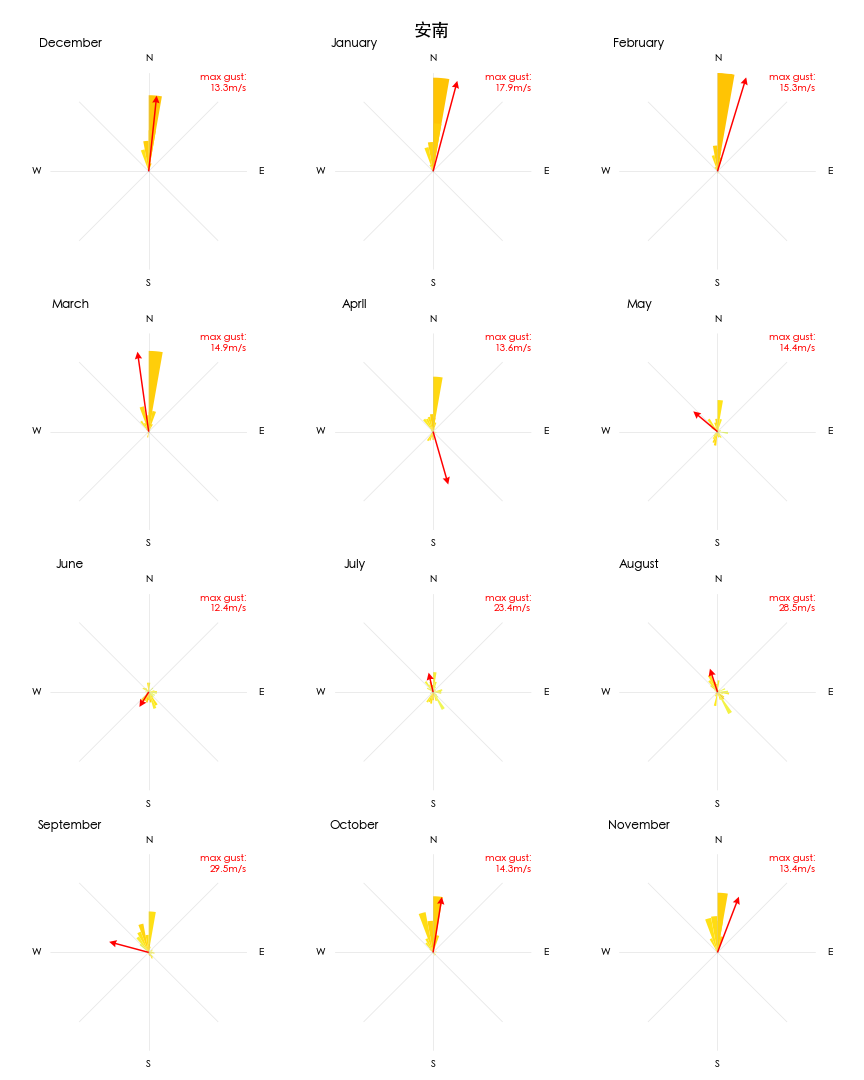 安南
December
January
February
N
max gust:
13.3m/s
W
E
S
N
max gust:
17.9m/s
W
E
S
N
max gust:
15.3m/s
W
E
S
March
April
May
N
max gust:
14.9m/s
W
E
S
N
max gust:
13.6m/s
W
E
S
N
max gust:
14.4m/s
W
E
S
June
July
August
N
max gust:
12.4m/s
W
E
S
N
max gust:
23.4m/s
W
E
S
N
max gust:
28.5m/s
W
E
S
September
October
November
N
max gust:
29.5m/s
W
E
S
N
max gust:
14.3m/s
W
E
S
N
max gust:
13.4m/s
W
E
S